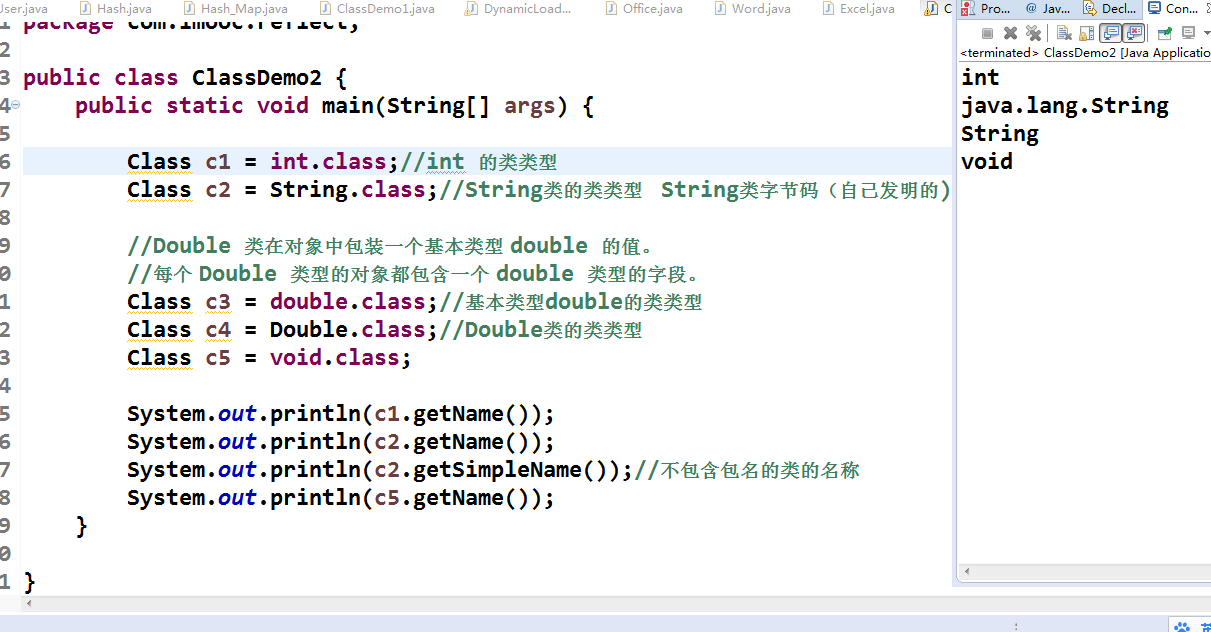 User.java Hash.java Hash_Map.java ClassDemo1.java DynamicLoad... Office.java Word.java Excel.java C
Pro... @ Jav... Decl... Con...
<terminated> ClassDemo2 [Java Applicatio
package com.imooc.reflect;
2
3 public class ClassDemo2 {
4 public static void main(String[] args) {
5
6 Class c1 = int.class;//int 的类类型
7 Class c2 = String.class;//String类的类类型 String类字节码（自己发明的)
8
9 //Double 类在对象中包装一个基本类型 double 的值。
0 //每个 Double 类型的对象都包含一个 double 类型的字段。
1 Class c3 = double.class;//基本类型double的类类型
2 Class c4 = Double.class;//Double类的类类型
3 Class c5 = void.class;
4
5 System.out.println(c1.getName());
6 System.out.println(c2.getName());
7 System.out.println(c2.getSimpleName());//不包含包名的类的名称
8 System.out.println(c5.getName());
9 }
0
1 }
int
java.lang.String
String
void
英